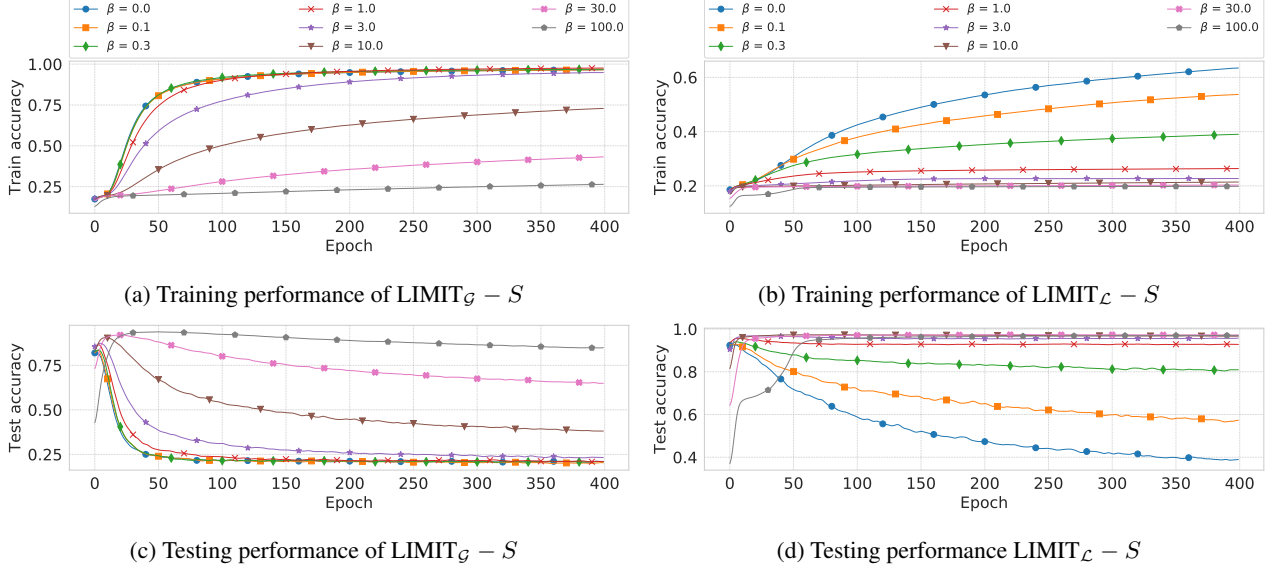 β = 0.0 β = 1.0 β = 30.0
β = 0.1 β = 3.0 β = 100.0
β = 0.3 β = 10.0
1.00
0.75
0.50
0.25
Train accuracy
0 50 100 150 200 250 300 350 400
Epoch
(a) Training performance of LIMIT𝒢 − S
β = 0.0 β = 1.0 β = 30.0
β = 0.1 β = 3.0 β = 100.0
β = 0.3 β = 10.0
0.6
0.4
0.2
Train accuracy
0 50 100 150 200 250 300 350 400
Epoch
(b) Training performance of LIMITℒ − S
0.75
0.50
0.25
Test accuracy
0 50 100 150 200 250 300 350 400
Epoch
(c) Testing performance of LIMIT𝒢 − S
1.0
0.8
0.6
0.4
Test accuracy
0 50 100 150 200 250 300 350 400
Epoch
(d) Testing performance LIMITℒ − S